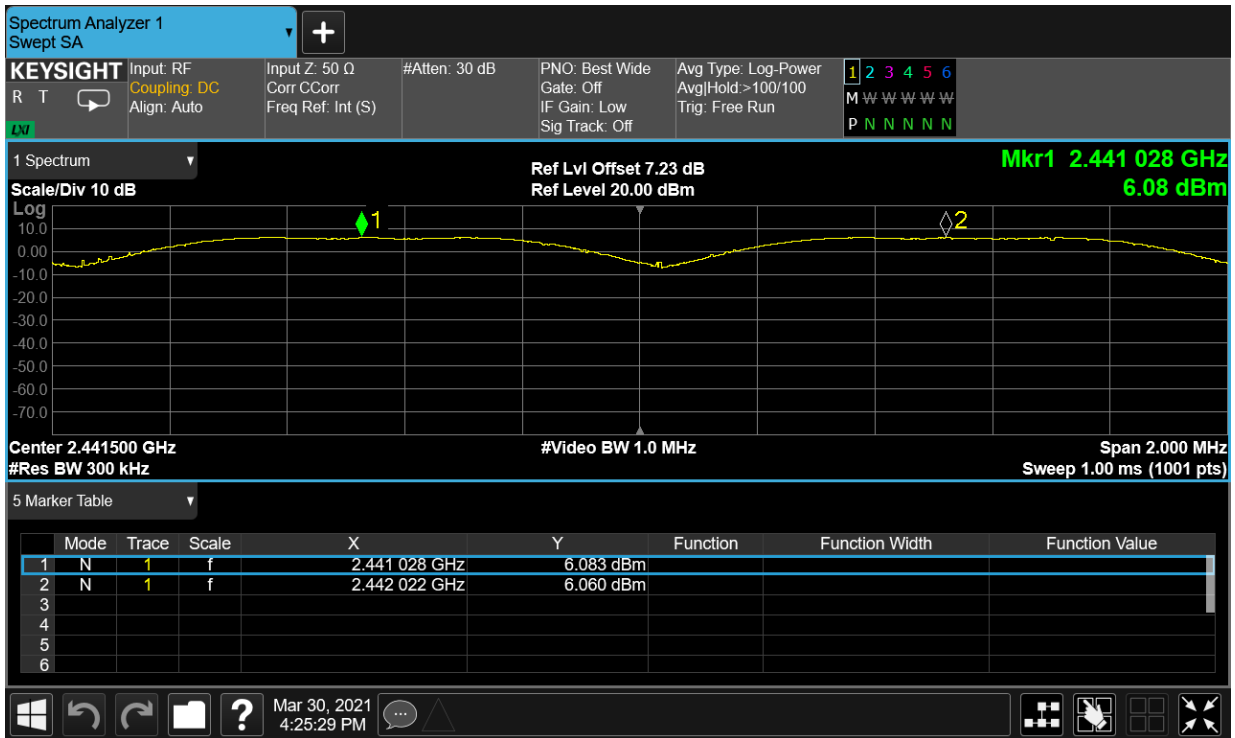 Spectrum Analyzer 1
Swept SA
KEYSIGHT
R T
LXI
Input: RF
Coupling: DC
Align: Auto
Input Z: 50 Ω
Corr CCorr
Freq Ref: Int (S)
#Atten: 30 dB
PNO: Best Wide
Gate: Off
IF Gain: Low
Sig Track: Off
Avg Type: Log-Power
Avg|Hold:>100/100
Trig: Free Run
1 2 3 4 5 6
M W W W W W
P N N N N N
1 Spectrum
Scale/Div 10 dB
Ref Lvl Offset 7.23 dB
Ref Level 20.00 dBm
Mkr1 2.441 028 GHz
6.08 dBm
Log
10.0
0.00
-10.0
-20.0
-30.0
-40.0
-50.0
-60.0
-70.0
1
2
Center 2.441500 GHz
#Video BW 1.0 MHz
Span 2.000 MHz
#Res BW 300 kHz
Sweep 1.00 ms (1001 pts)
5 Marker Table
Mode Trace Scale X Y Function Function Width Function Value
1 N 1 f 2.441 028 GHz 6.083 dBm
2 N 1 f 2.442 022 GHz 6.060 dBm
3
4
5
6
?
Mar 30, 2021
4:25:29 PM